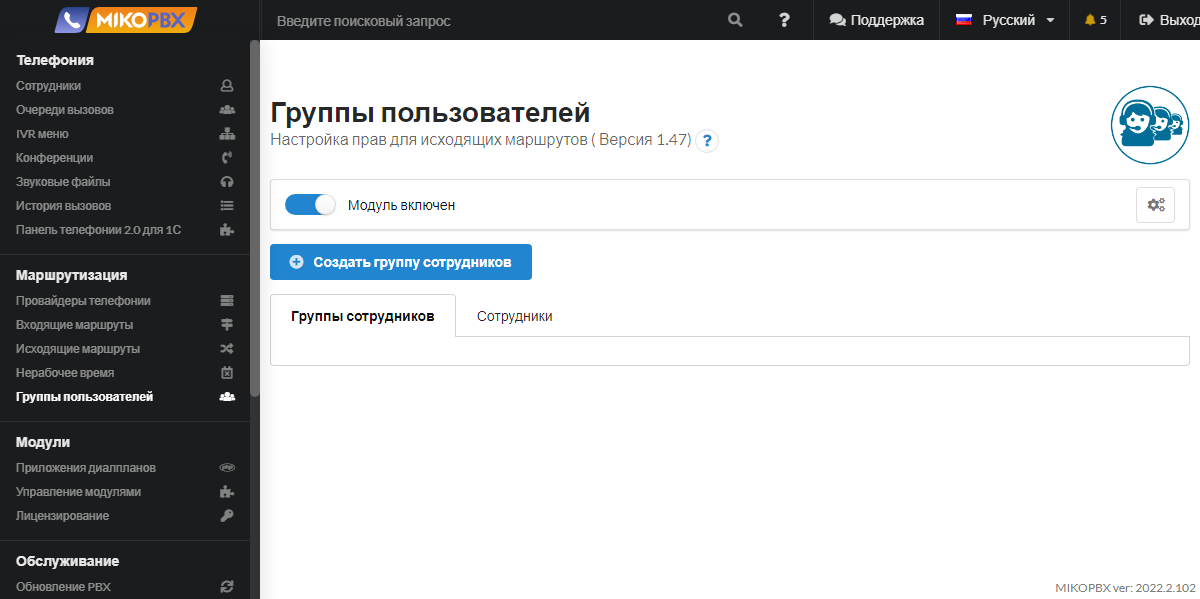 MIKOPBX
Введите поисковый запрос
?
Поддержка
Русский
5
Выход
Телефония
Сотрудники
Очереди вызовов
IVR меню
Конференции
Звуковые файлы
История вызовов
Панель телефонии 2.0 для 1С
Маршрутизация
Провайдеры телефонии
Входящие маршруты
Исходящие маршруты
Нерабочее время
Группы пользователей
Модули
Приложения диалпланов
Управление модулями
Лицензирование
Обслуживание
Обновление PBX
Группы пользователей
Настройка прав для исходящих маршрутов ( Версия 1.47) ?
Модуль включен
Создать группу сотрудников
Группы сотрудников
Сотрудники
MIKOPBX ver: 2022.2.102